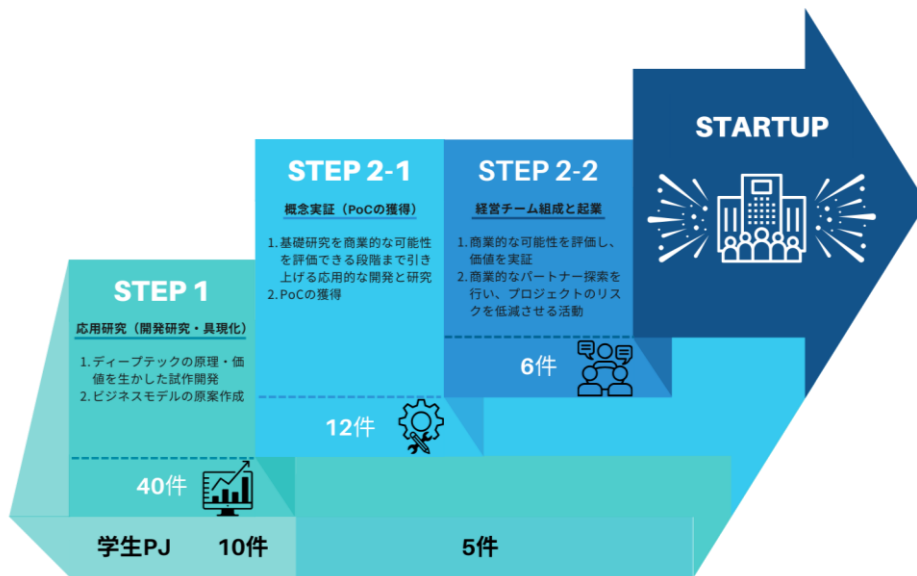 STARTUP
STEP 2-1
概念実証（PoCの獲得）
1.基礎研究を商業的な可能性
を評価できる段階まで引き
上げる応用的な開発と研究
2.PoCの獲得
12件
STEP 2-2
経営チーム組成と起業
1.商業的な可能性を評価し、
価値を実証
2.商業的なパートナー探索を
行い、プロジェクトのリス
クを低減させる活動
6件
STEP 1
応用研究（開発研究・具現化）
1.ディープテックの原理・価
値を生かした試作開発
2.ビジネスモデルの原案作成
40件
学生PJ 10件
5件